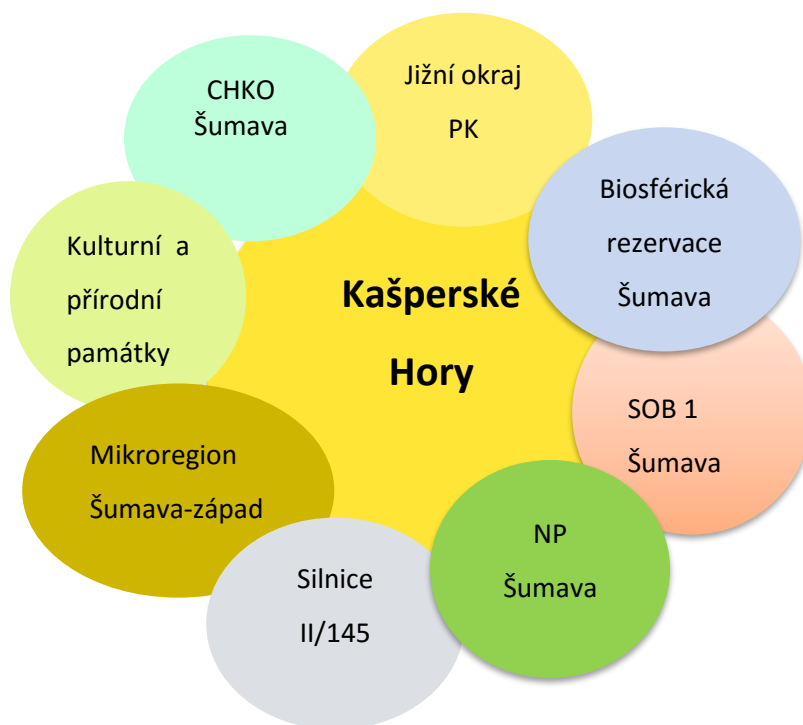 CHKO
Šumava
Jižní okraj
PK
Biosférická
rezervace
Šumava
Kulturní a
přírodní
památky
Kašperské
Hory
SOB 1
Šumava
Mikroregion
Šumava-západ
NP
Šumava
Silnice
II/145